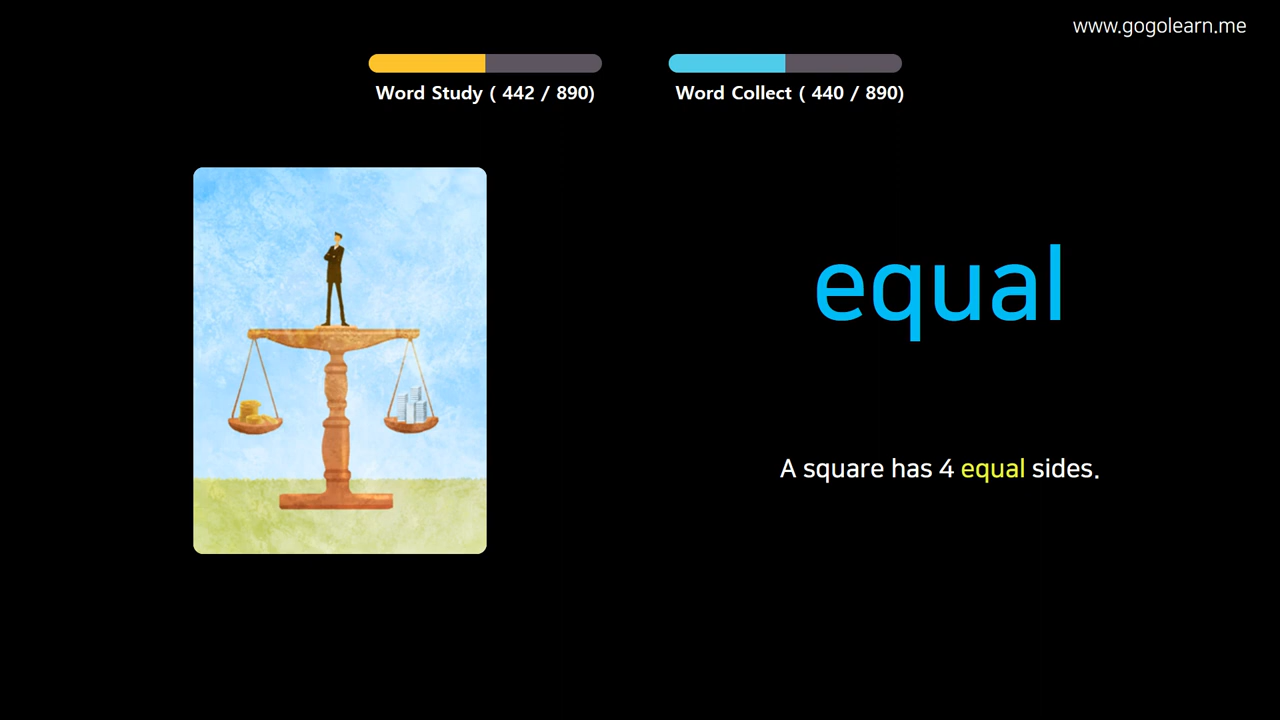 www.gogolearn.me
Word Study ( 442 / 890)
Word Collect ( 440 / 890)
equal
A square has 4 equal sides.